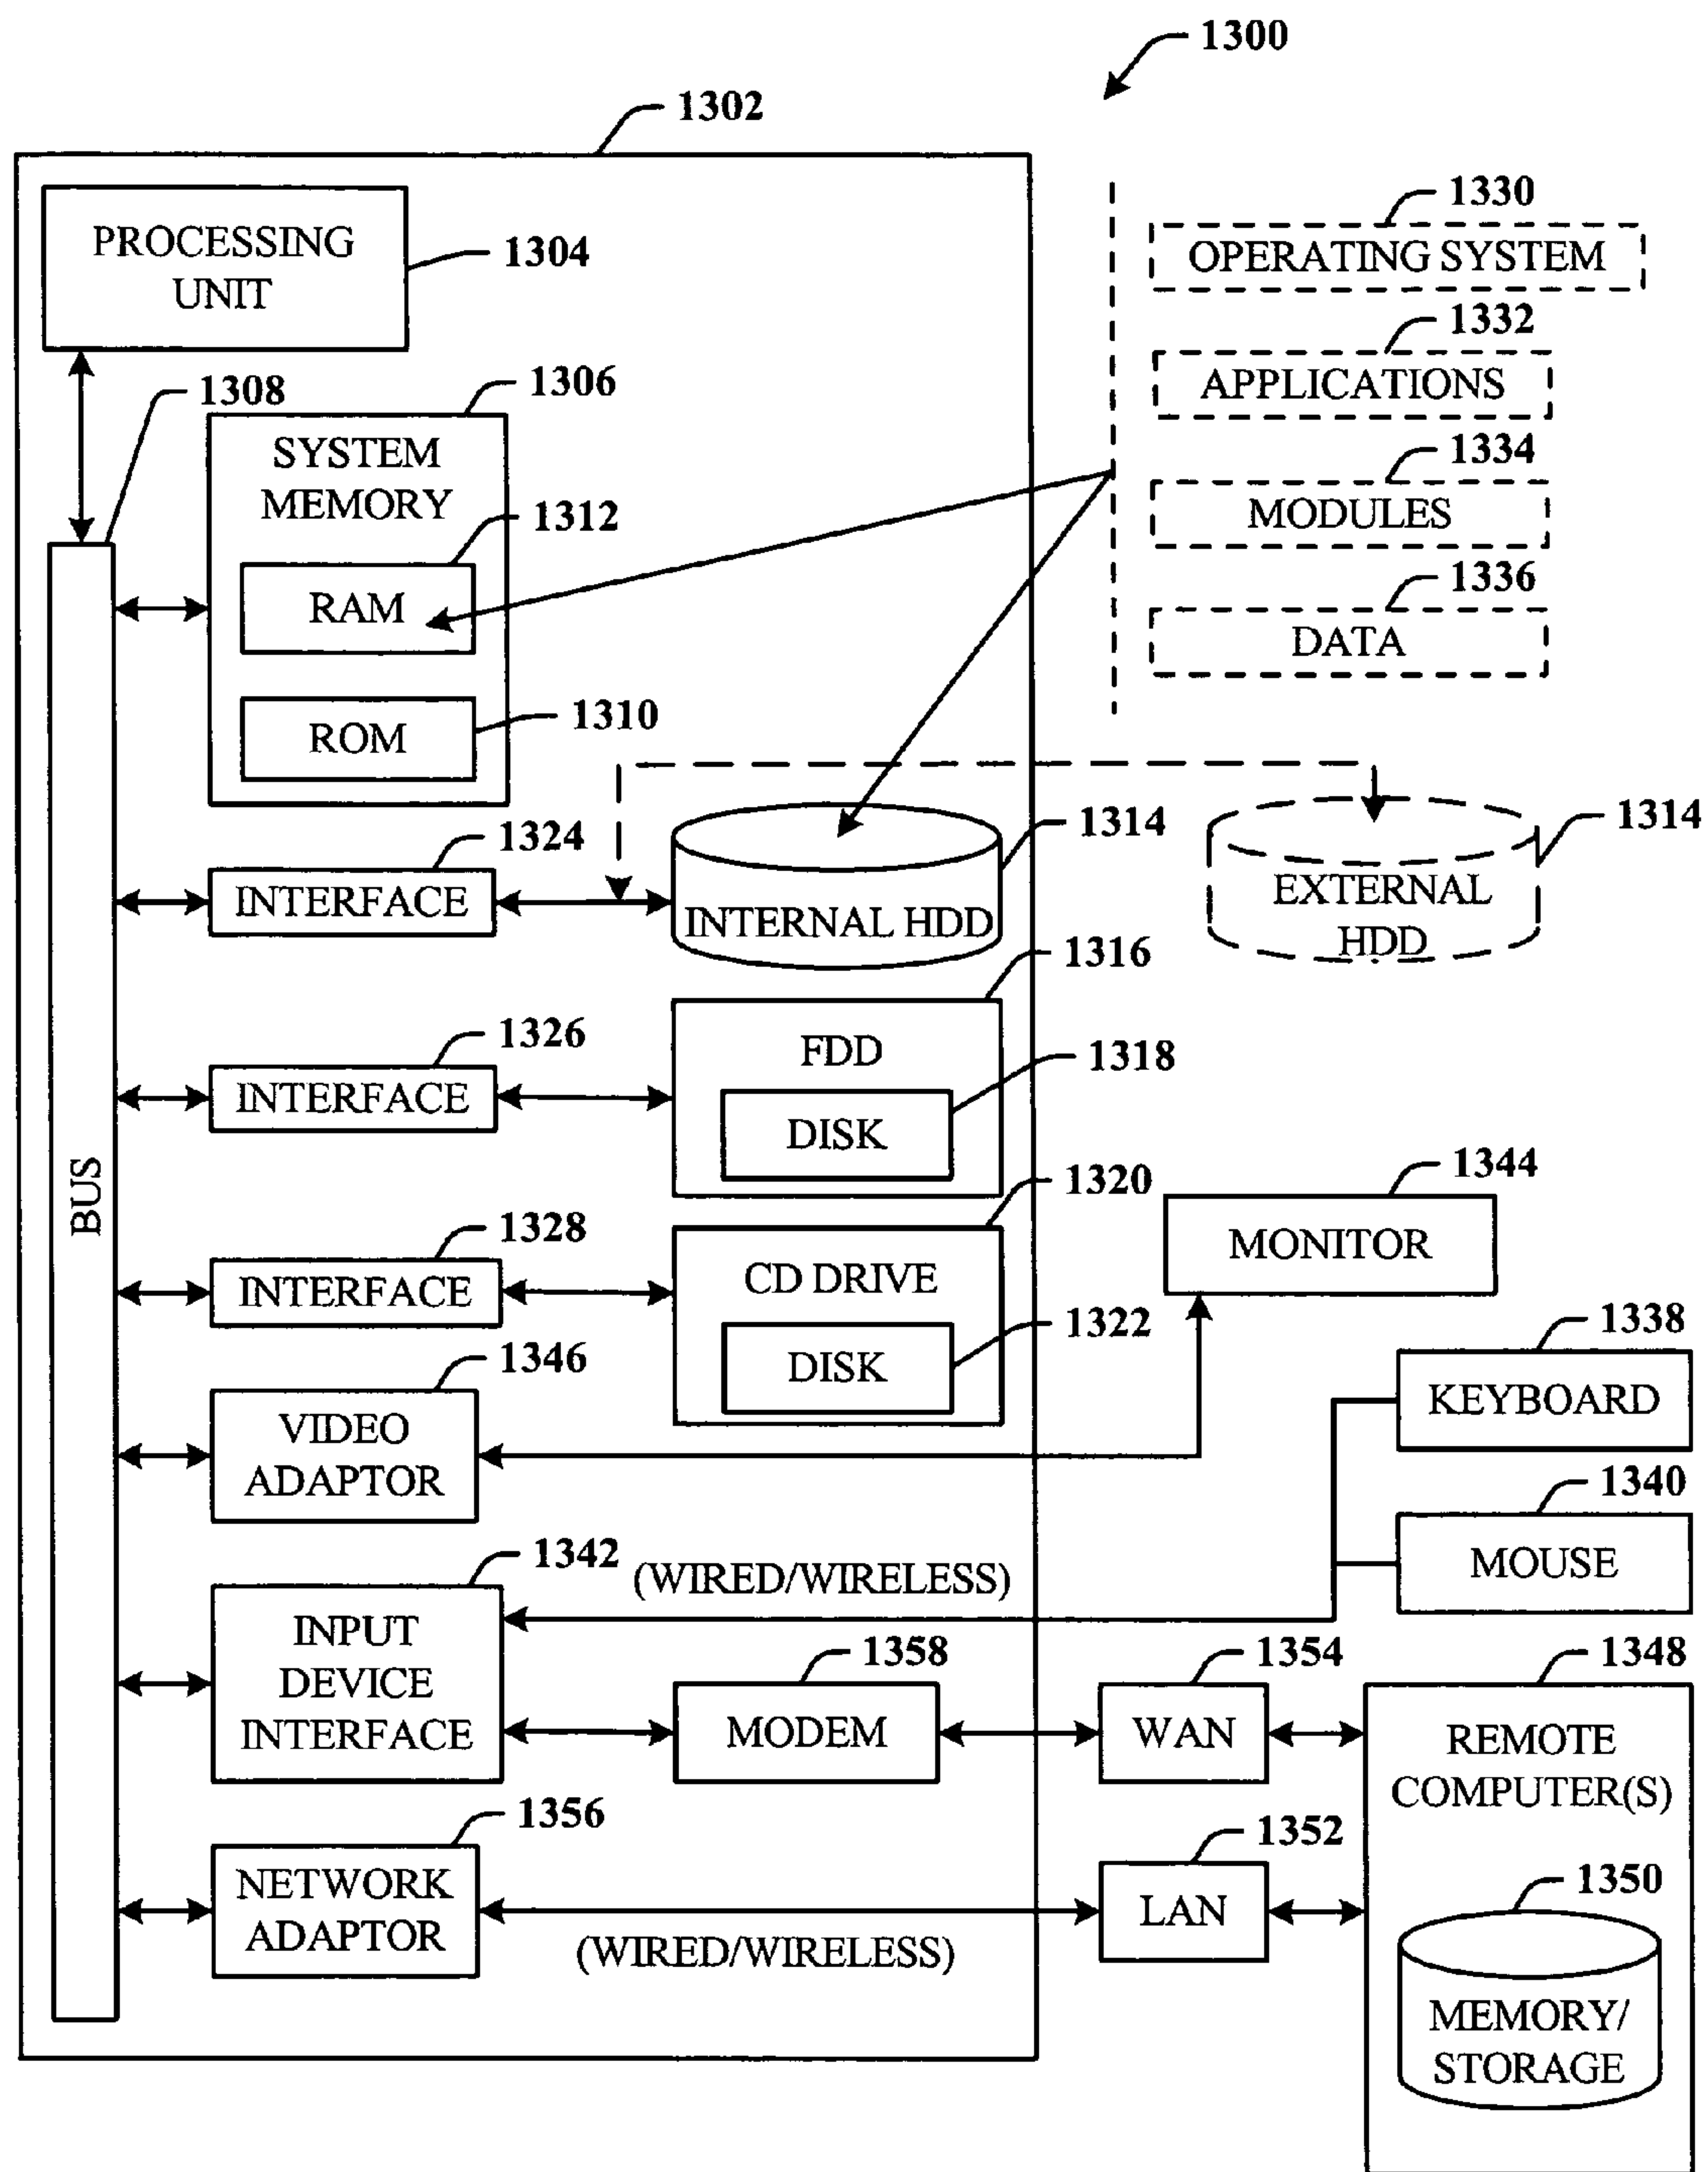 1300
1302
PROCESSING
UNIT
1304
1330
OPERATING SYSTEM
1332
APPLICATIONS
1334
MODULES
1336
DATA
1308
1306
SYSTEM
MEMORY
1312
RAM
1310
ROM
1324
INTERFACE
1314
INTERNAL HDD
1314
EXTERNAL
HDD
1326
INTERFACE
1316
FDD
1318
DISK
BUS
1328
INTERFACE
1320
CD DRIVE
1322
DISK
1344
MONITOR
1346
VIDEO
ADAPTOR
1338
KEYBOARD
1340
MOUSE
1342
INPUT
DEVICE
INTERFACE
(WIRED/WIRELESS)
1358
MODEM
1354
WAN
1348
REMOTE
COMPUTER(S)
1356
NETWORK
ADAPTOR
(WIRED/WIRELESS)
1352
LAN
1350
MEMORY/
STORAGE